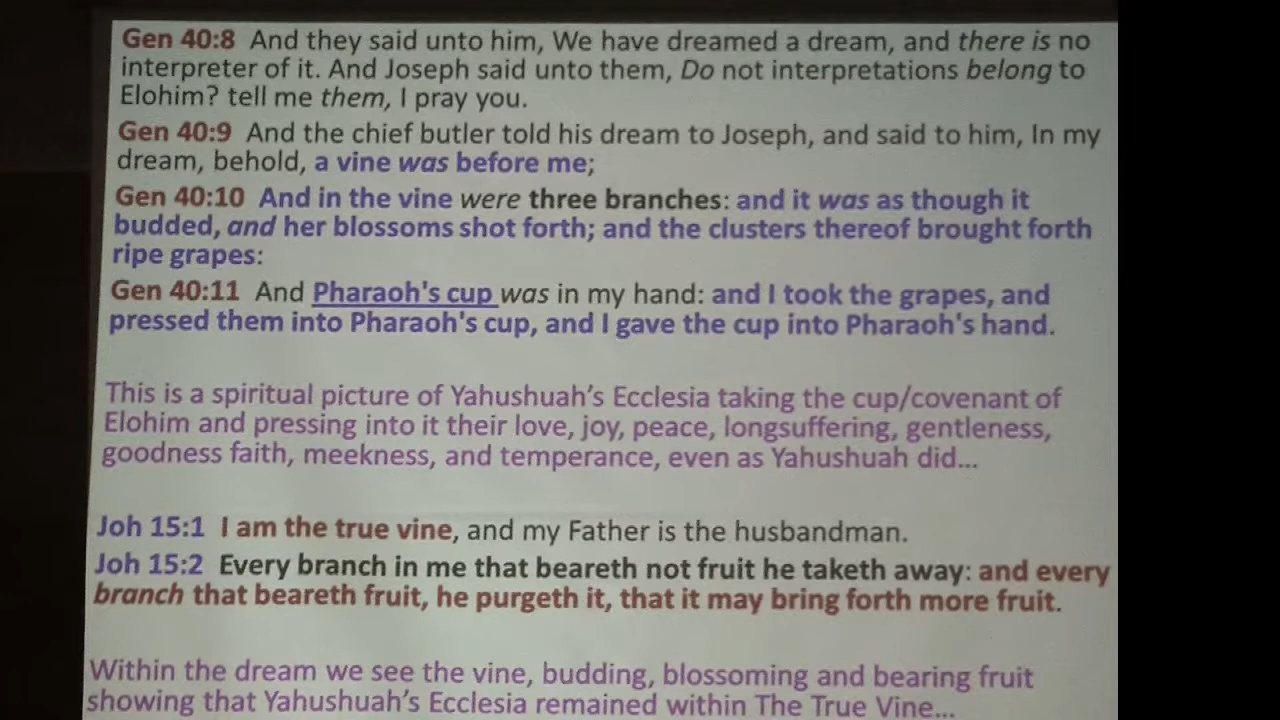 Gen 40:8 And they said unto him, We have dreamed a dream, and there is no
interpreter of it. And Joseph said unto them, Do not interpretations belong to
Elohim? tell me them, I pray you.
Gen 40:9 And the chief butler told his dream to Joseph, and said to him, In my
dream, behold, a vine was before me;
Gen 40:10 And in the vine were three branches: and it was as though it
budded, and her blossoms shot forth; and the clusters thereof brought forth
ripe grapes:
Gen 40:11 And Pharaoh's cup was in my hand: and I took the grapes, and
pressed them into Pharaoh's cup, and I gave the cup into Pharaoh's hand.
This is a spiritual picture of Yahushuah's Ecclesia taking the cup/covenant of
Elohim and pressing into it their love, joy, peace, longsuffering, gentleness,
goodness faith, meekness, and temperance, even as Yahushuah did...
Joh 15:1 I am the true vine, and my Father is the husbandman.
Joh 15:2 Every branch in me that beareth not fruit he taketh away: and every
branch that beareth fruit, he purgeth it, that it may bring forth more fruit.
Within the dream we see the vine, budding, blossoming and bearing fruit
showing that Yahushuah's Ecclesia remained within The True Vine...